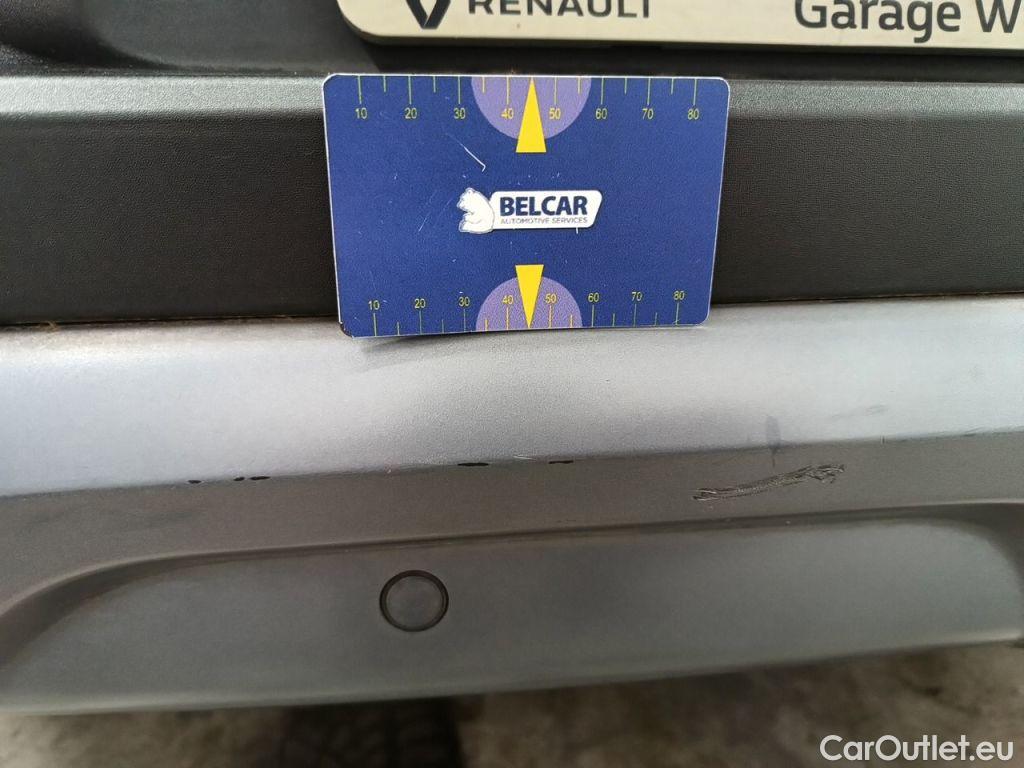 RENAULT
Garage W
10 20 30 40 50 60 70 80
BELCAR
AUTOMOTIVE SERVICES
10 20 30 40 50 60 70 80
CarOutlet.eu